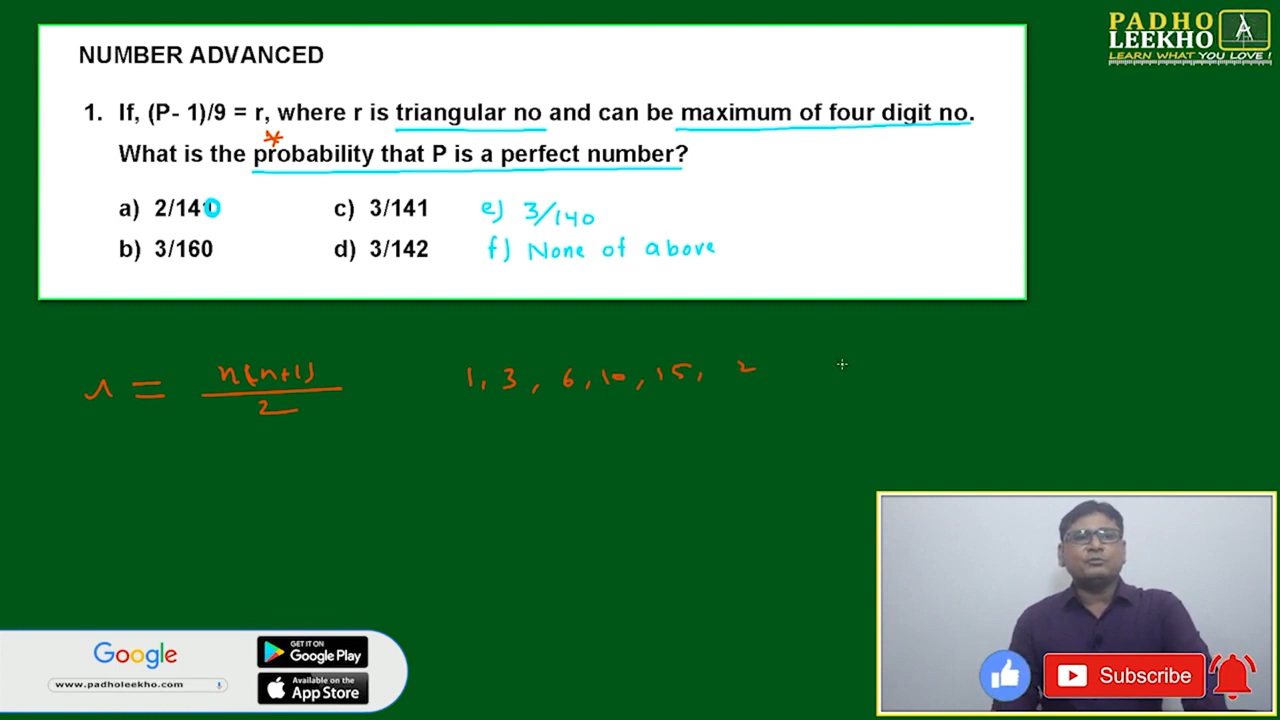 PADHO
LEEKHO
LEARN WHAT YOU LOVE !
NUMBER ADVANCED
1. If, (P- 1)/9 = r, where r is triangular no and can be maximum of four digit no.
What is the probability that P is a perfect number?
a) 2/140 c) 3/141 e) 3/140
b) 3/160 d) 3/142 f) None of above
r = n(n+1)/2 1, 3, 6, 10, 15, 2
Google
www.padholeekho.com
GET IT ON
Google Play
Available on the
App Store
Subscribe